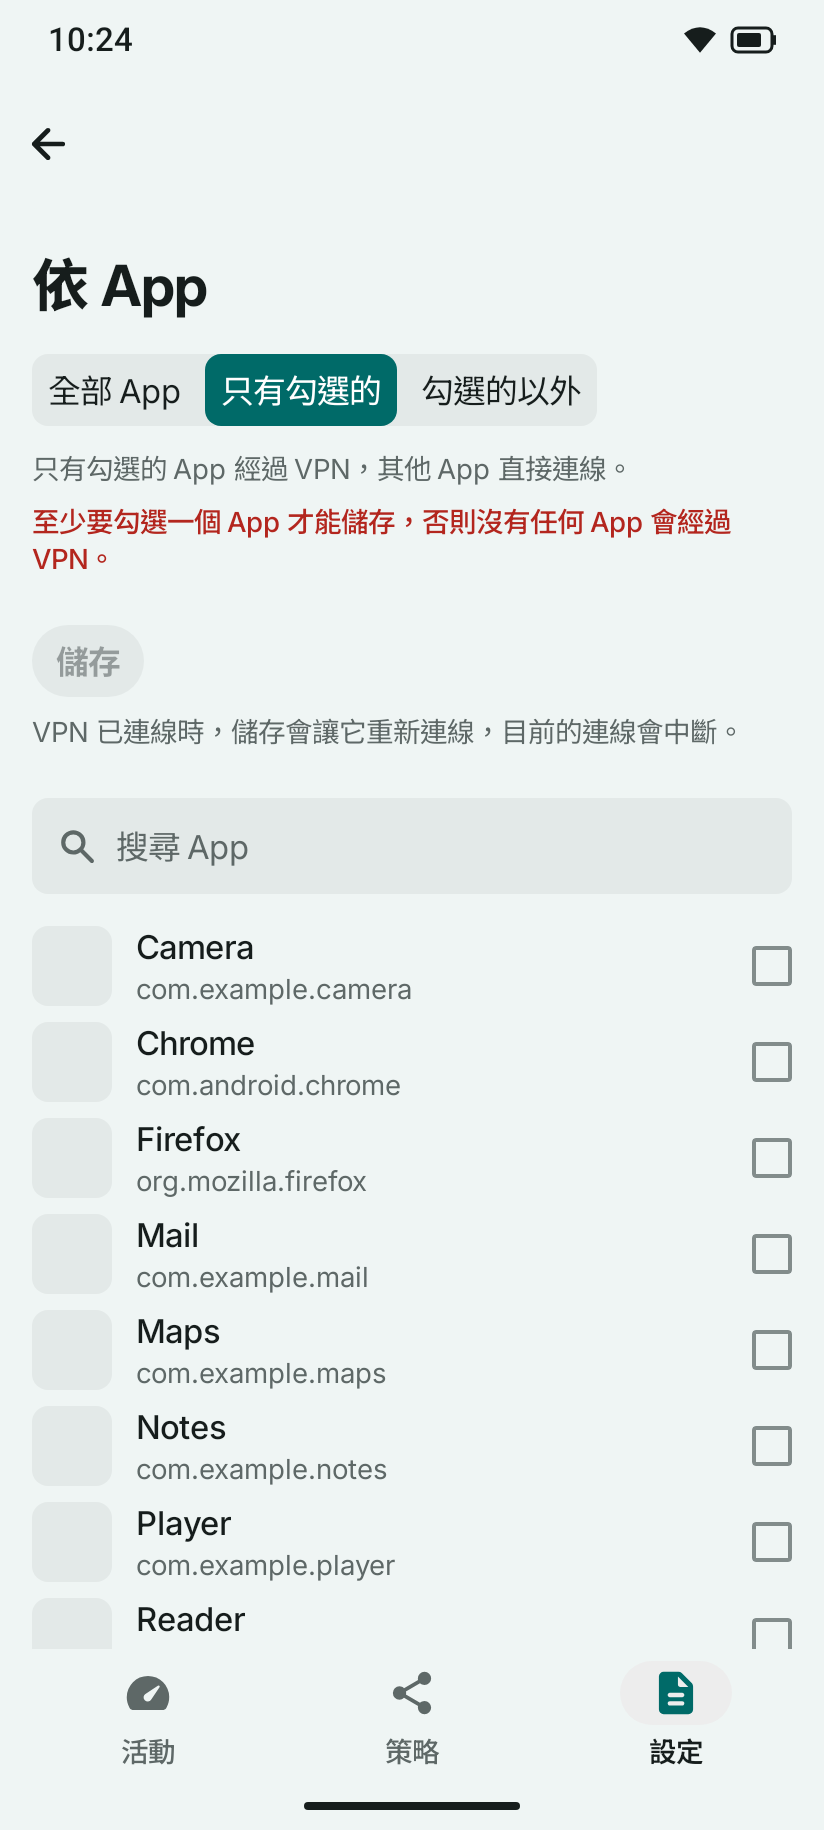 10:24
依 App
全部 App
只有勾選的
勾選的以外
只有勾選的 App 經過 VPN，其他 App 直接連線。
至少要勾選一個 App 才能儲存，否則沒有任何 App 會經過
VPN。
儲存
VPN 已連線時，儲存會讓它重新連線，目前的連線會中斷。
搜尋 App
Camera
com.example.camera
Chrome
com.android.chrome
Firefox
org.mozilla.firefox
Mail
com.example.mail
Maps
com.example.maps
Notes
com.example.notes
Player
com.example.player
Reader
活動
策略
設定